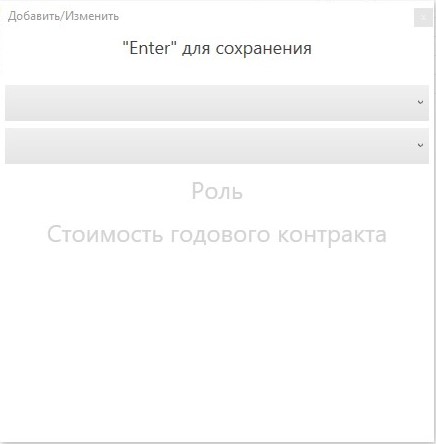 Добавить/Изменить
"Enter" для сохранения
Роль
Стоимость годового контракта